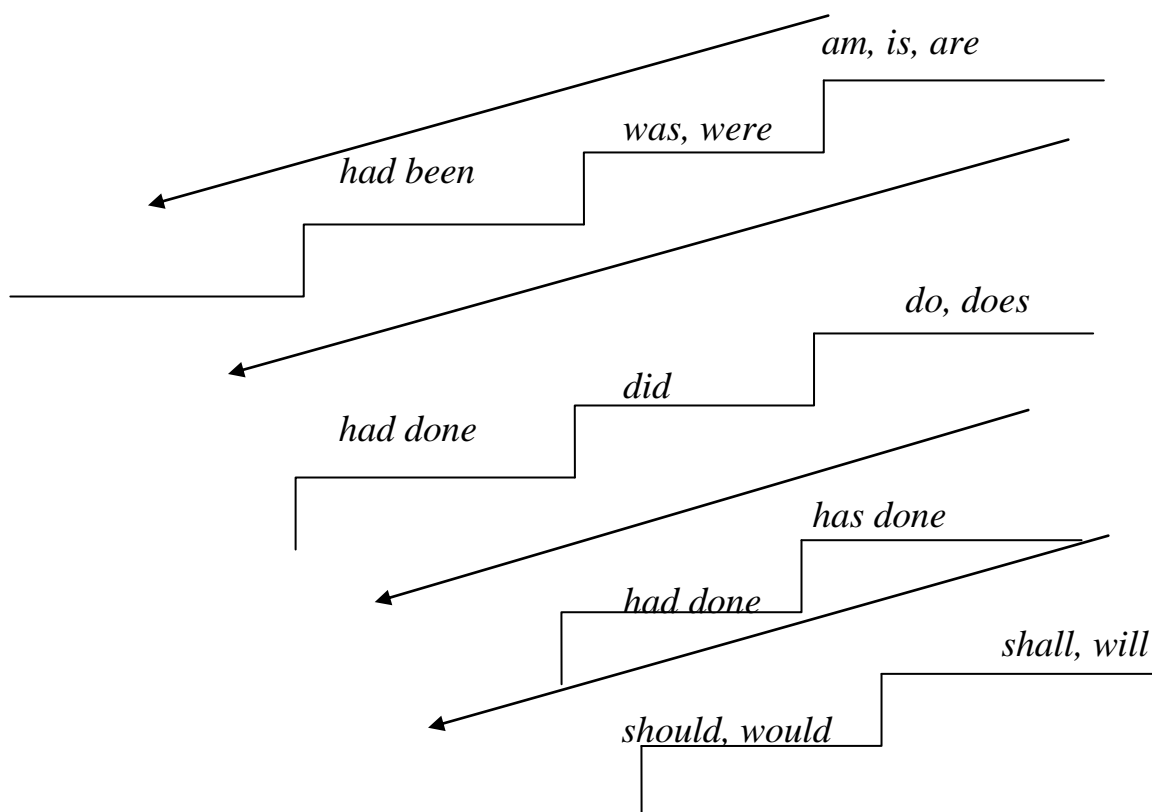 am, is, are
was, were
had been
do, does
did
had done
has done
had done
shall, will
should, would